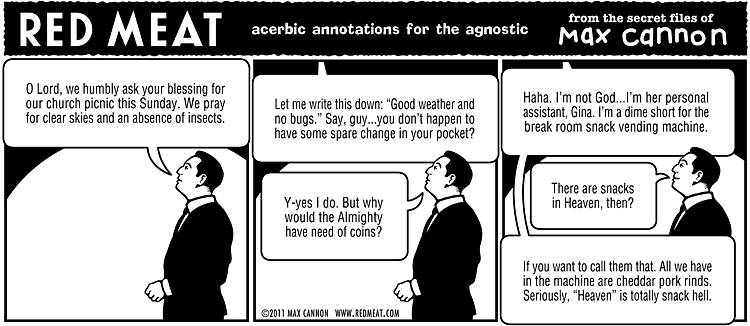 RED MEAT
acerbic annotations for the agnostic
from the secret files of
Max cannon
O Lord, we humbly ask your blessing for
our church picnic this Sunday. We pray
for clear skies and an absence of insects.
Let me write this down: “Good weather and
no bugs.” Say, guy...you don’t happen to
have some spare change in your pocket?
Y-yes I do. But why
would the Almighty
have need of coins?
©2011 MAX CANNON   WWW.REDMEAT.COM
Haha. I’m not God...I’m her personal
assistant, Gina. I’m a dime short for the
break room snack vending machine.
There are snacks
in Heaven, then?
If you want to call them that. All we have
in the machine are cheddar pork rinds.
Seriously, “Heaven” is totally snack hell.